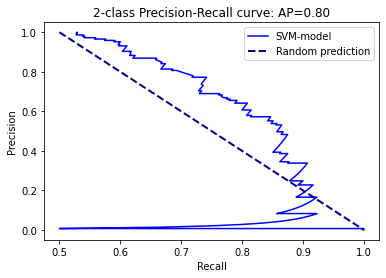 2-class Precision-Recall curve: AP=0.80
SVM-model
Random prediction
Precision
1.0
0.8
0.6
0.4
0.2
0.0
0.5
0.6
0.7
0.8
0.9
1.0
Recall